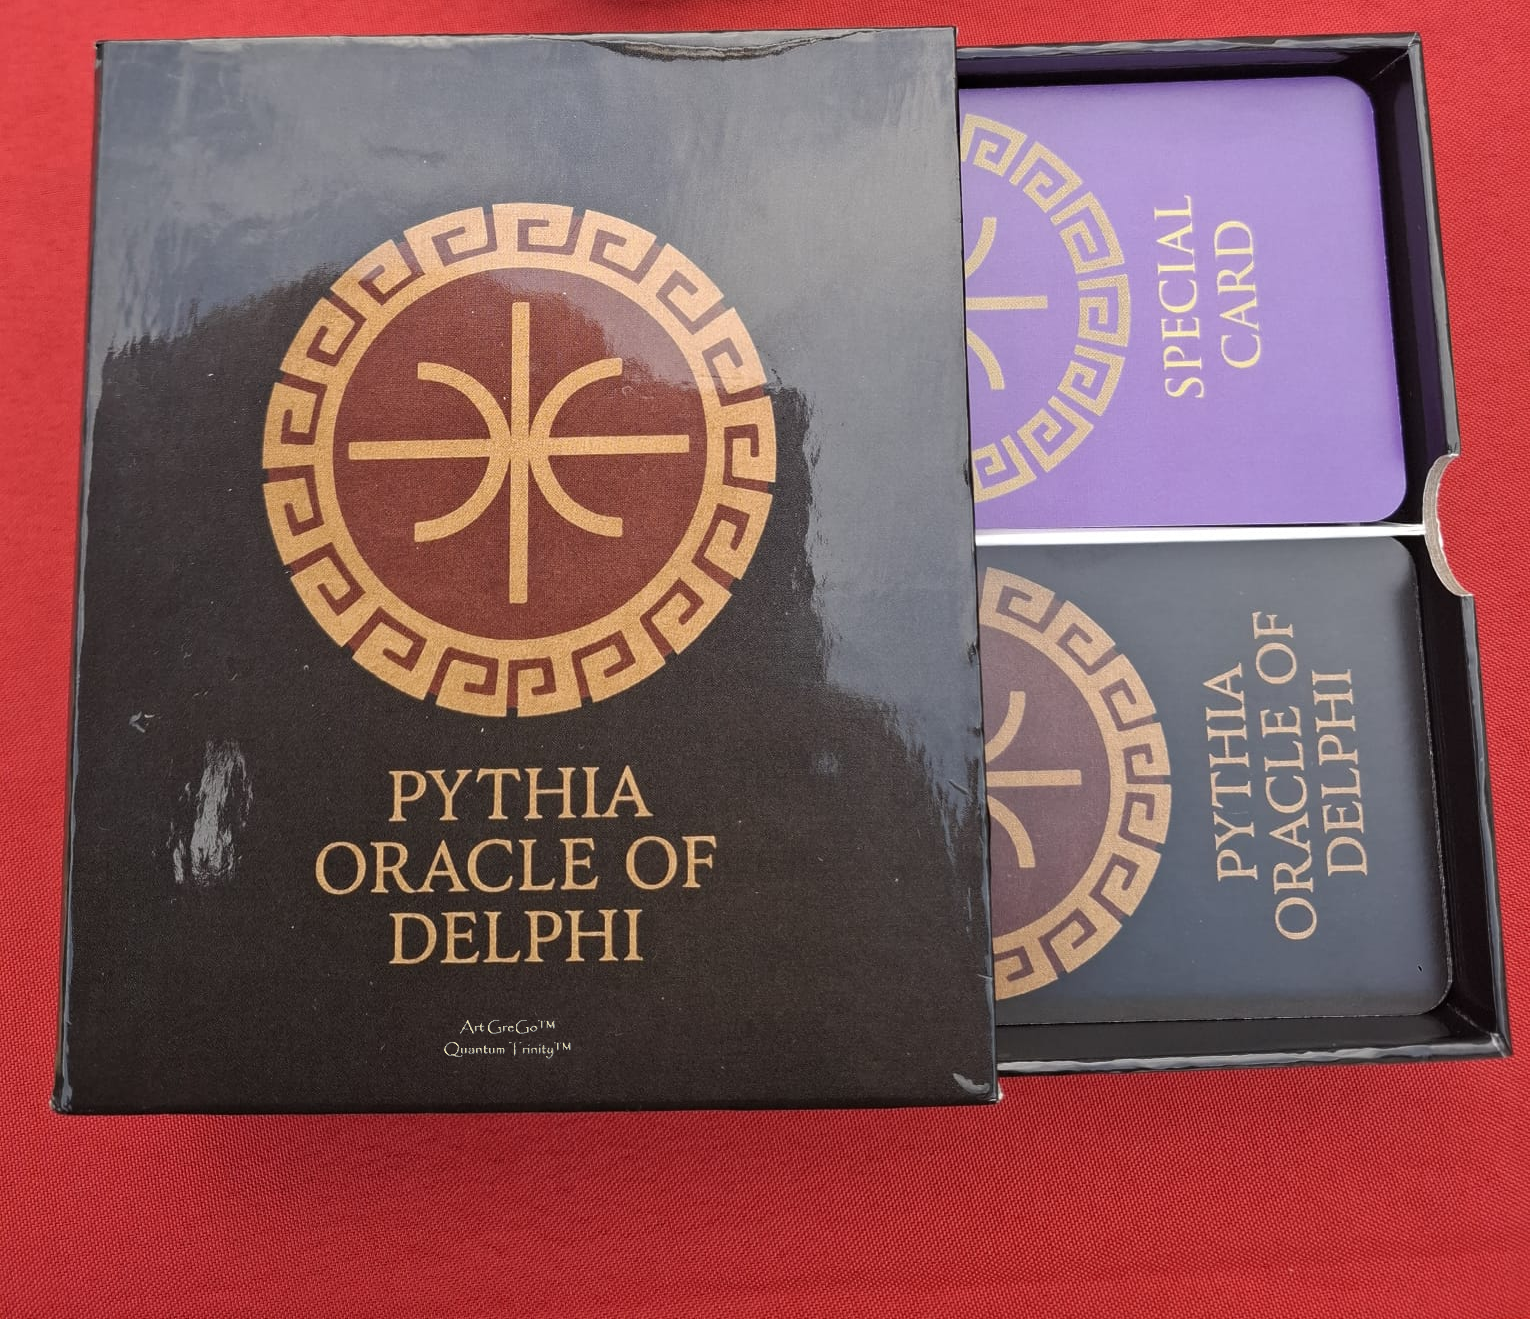 PYTHIA
ORACLE OF
DELPHI
Art GreGo™
Quantum Trinity™
SPECIAL
CARD
PYTHIA
ORACLE OF
DELPHI